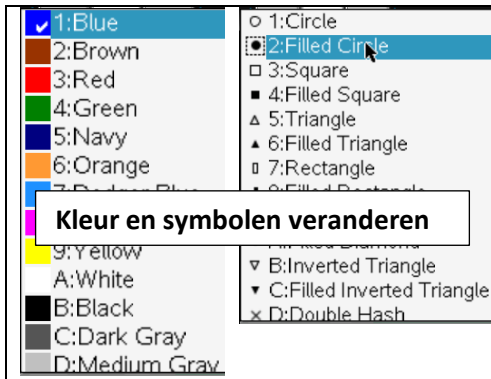 1:Blue
2:Brown
3:Red
4:Green
5:Navy
6:Orange
9:Yellow
A:White
B:Black
C:Dark Gray
D:Medium Gray
1:Circle
2:Filled Circle
3:Square
4:Filled Square
5:Triangle
6:Filled Triangle
7:Rectangle
B:Inverted Triangle
C:Filled Inverted Triangle
D:Double Hash
Kleur en symbolen veranderen